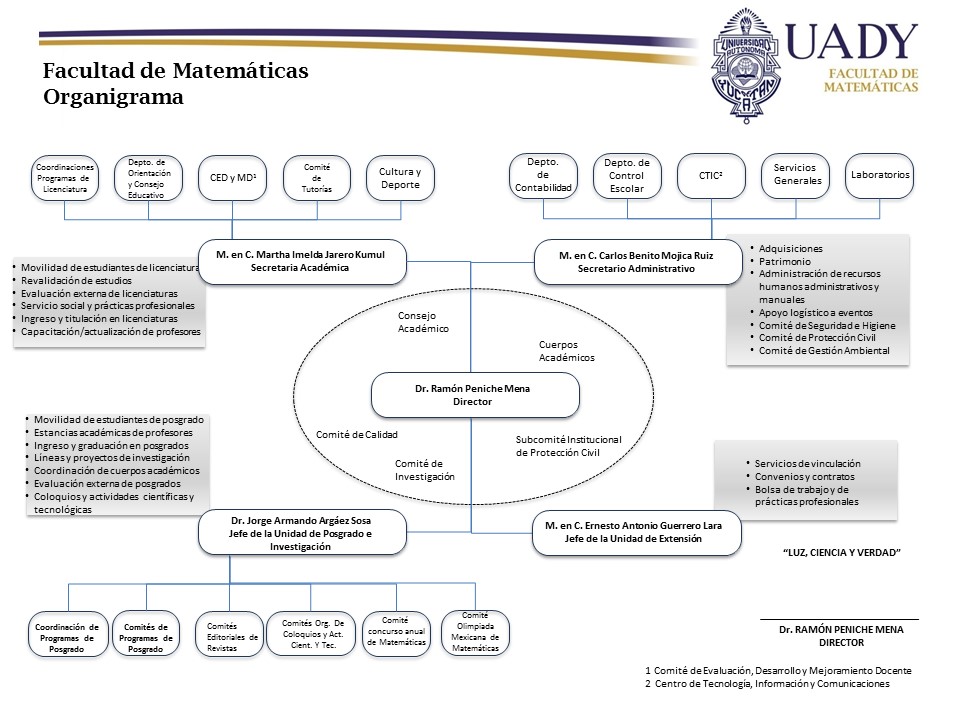 Facultad de Matemáticas
Organigrama
UNIVERSIDAD
AUTONOMA
DE
YUCATAN
UADY
FACULTAD DE
MATEMÁTICAS
Coordinaciones
Programas de
Licenciatura
Depto. de
Orientación
y Consejo
Educativo
CED y MD1
Comité
de
Tutorías
Cultura y
Deporte
Depto.
de
Contabilidad
Depto. de
Control
Escolar
CTIC2
Servicios
Generales
Laboratorios
M. en C. Martha Imelda Jarero Kumul
Secretaria Académica
M. en C. Carlos Benito Mojica Ruiz
Secretario Administrativo
• Movilidad de estudiantes de licenciatura
• Revalidación de estudios
• Evaluación externa de licenciaturas
• Servicio social y prácticas profesionales
• Ingreso y titulación en licenciaturas
• Capacitación/actualización de profesores
• Adquisiciones
• Patrimonio
• Administración de recursos
humanos administrativos y
manuales
• Apoyo logístico a eventos
• Comité de Seguridad e Higiene
• Comité de Protección Civil
• Comité de Gestión Ambiental
Consejo
Académico
Cuerpos
Académicos
Dr. Ramón Peniche Mena
Director
Comité de Calidad
Subcomité Institucional
de Protección Civil
Comité de
Investigación
• Movilidad de estudiantes de posgrado
• Estancias académicas de profesores
• Ingreso y graduación en posgrados
• Líneas y proyectos de investigación
• Coordinación de cuerpos académicos
• Evaluación externa de posgrados
• Coloquios y actividades científicas y
tecnológicas
• Servicios de vinculación
• Convenios y contratos
• Bolsa de trabajo y de
prácticas profesionales
Dr. Jorge Armando Argáez Sosa
Jefe de la Unidad de Posgrado e
Investigación
M. en C. Ernesto Antonio Guerrero Lara
Jefe de la Unidad de Extensión
“LUZ, CIENCIA Y VERDAD”
Coordinación de
Programas de
Posgrado
Comités de
Programas de
Posgrado
Comités
Editoriales de
Revistas
Comités Org. De
Coloquios y Act.
Cient. Y Tec.
Comité
concurso anual
de Matemáticas
Comité
Olimpiada
Mexicana de
Matemáticas
Dr. RAMÓN PENICHE MENA
DIRECTOR
1 Comité de Evaluación, Desarrollo y Mejoramiento Docente
2 Centro de Tecnología, Información y Comunicaciones